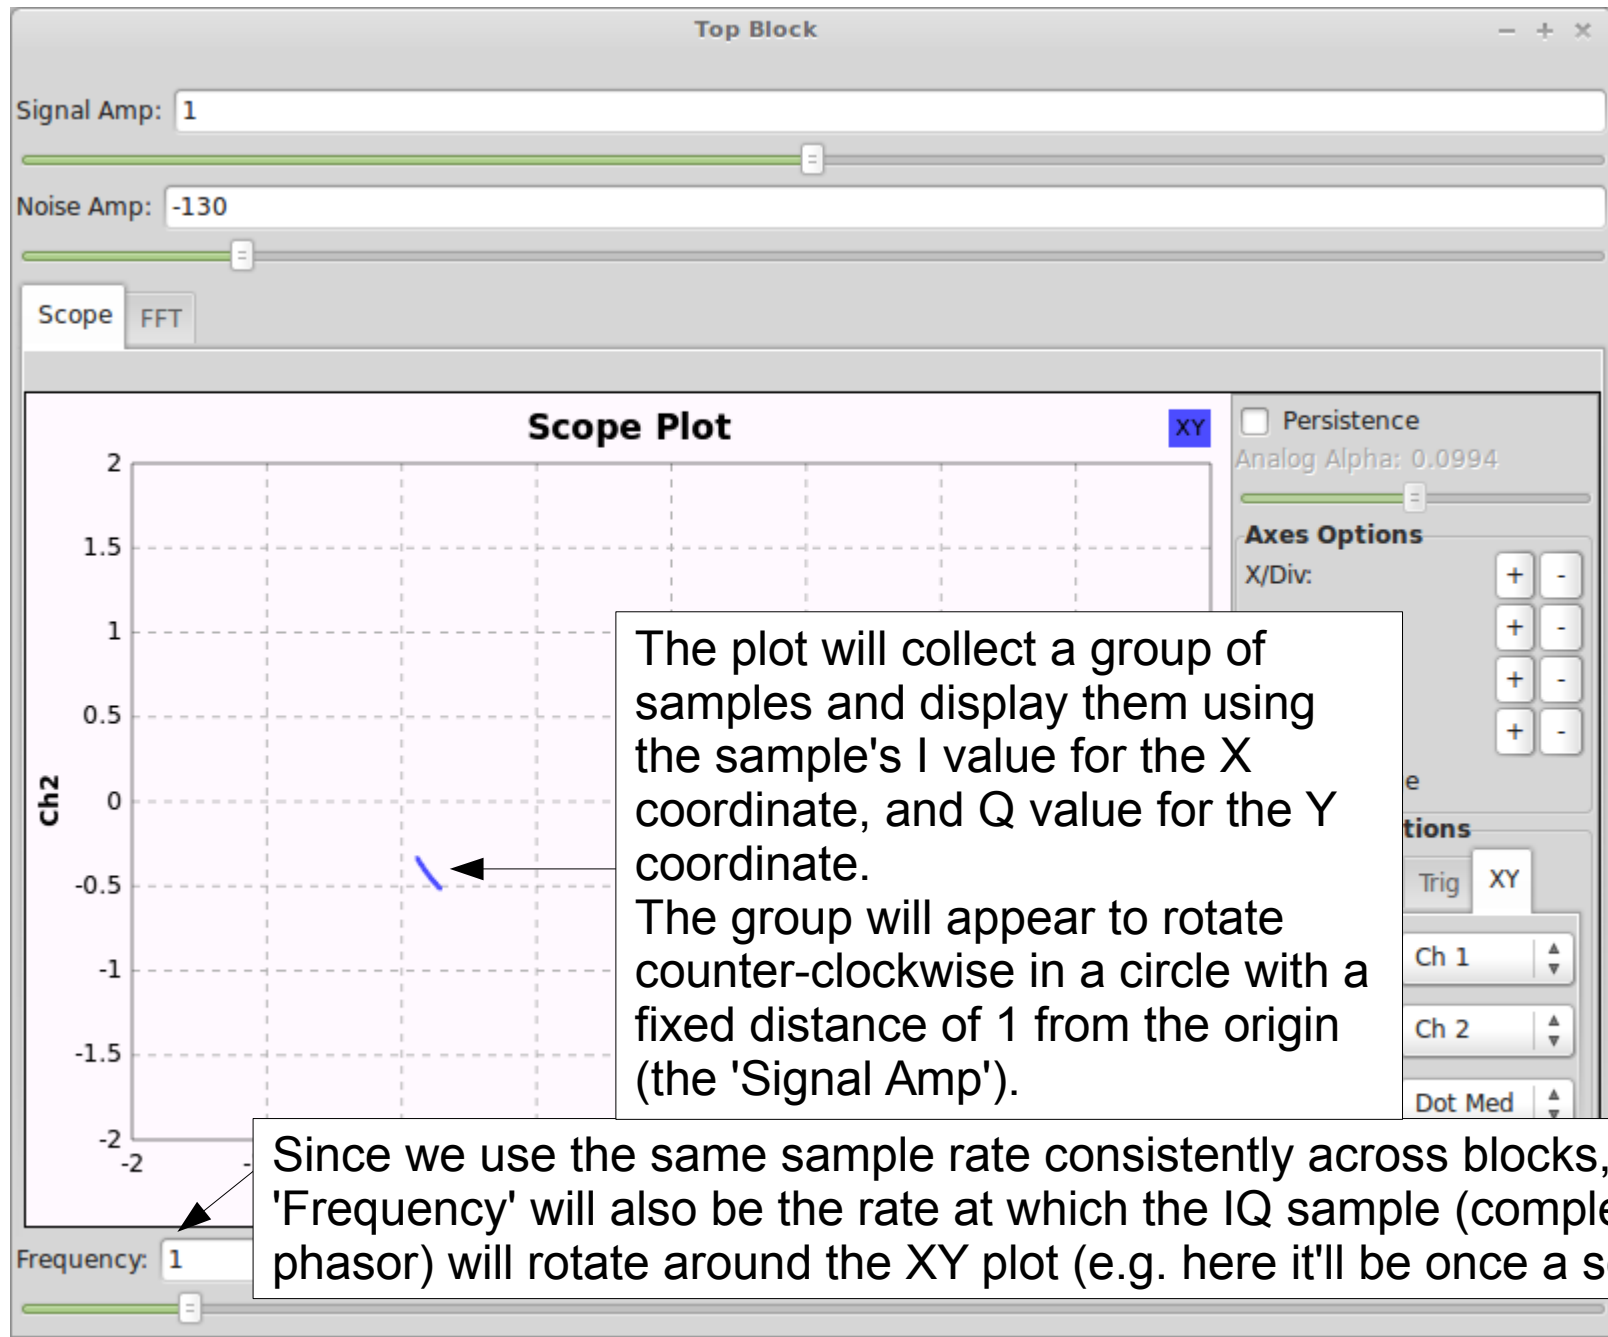 Top Block
Signal Amp: 1
Noise Amp: -130
Scope FFT
Scope Plot
XY
Persistence
Analog Alpha: 0.0994
Axes Options
X/Div: + -
+ -
+ -
+ -
e
tions
Trig XY
Ch 1
Ch 2
Dot Med
2
1.5
1
0.5
0
-0.5
-1
-1.5
-2
-2
-
Ch2
The plot will collect a group of
samples and display them using
the sample's I value for the X
coordinate, and Q value for the Y
coordinate.
The group will appear to rotate
counter-clockwise in a circle with a
fixed distance of 1 from the origin
(the 'Signal Amp').
Since we use the same sample rate consistently across blocks,
'Frequency' will also be the rate at which the IQ sample (comple
phasor) will rotate around the XY plot (e.g. here it'll be once a s
Frequency: 1